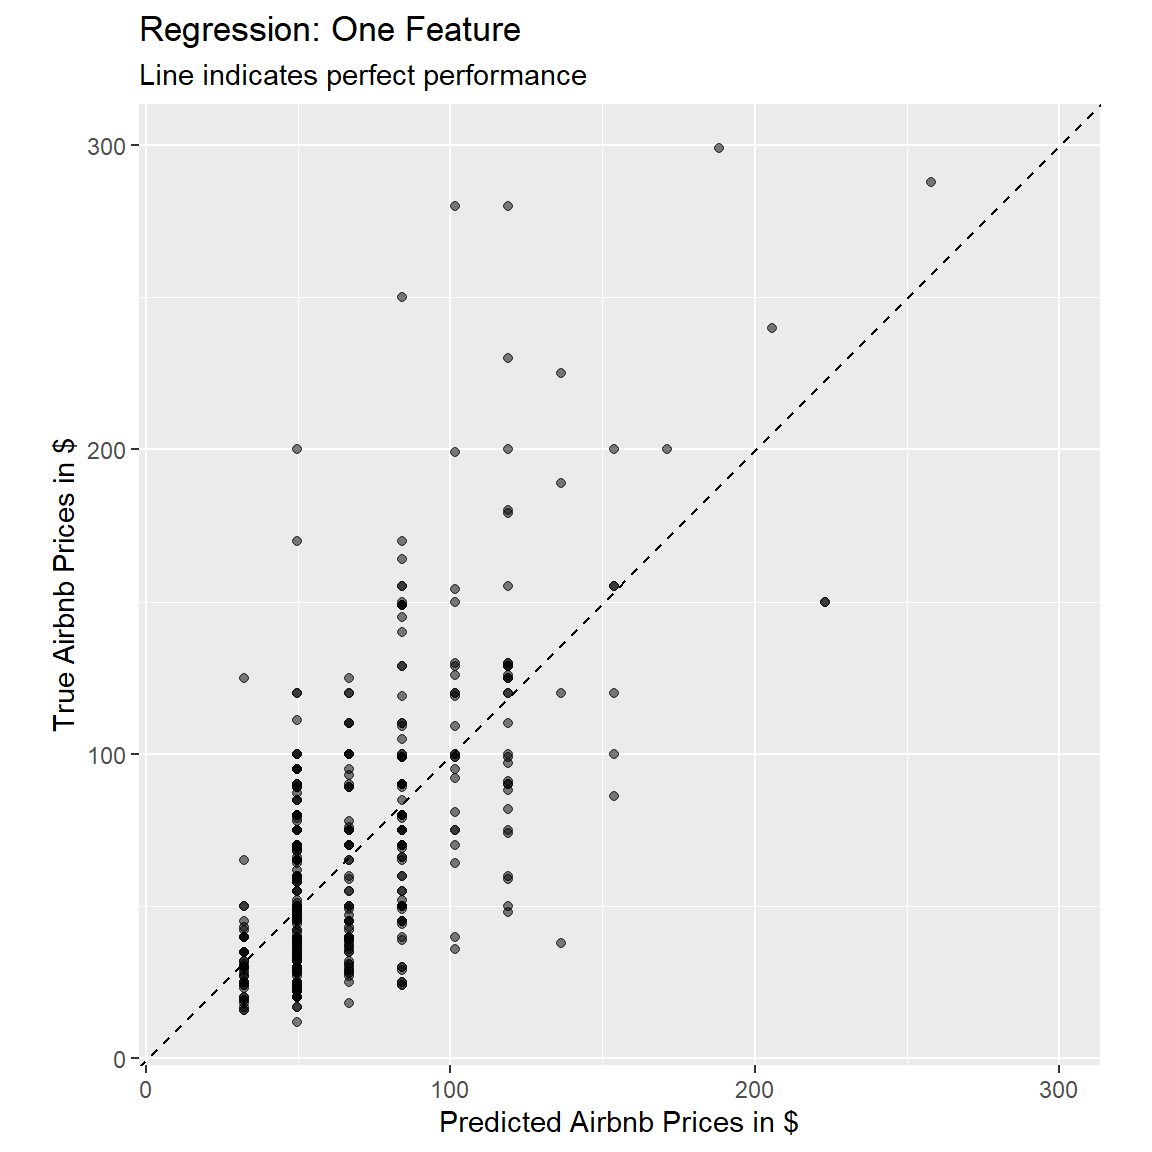 Regression: One Feature
Line indicates perfect performance
True Airbnb Prices in $
300
200
100
0
0 100 200 300
Predicted Airbnb Prices in $